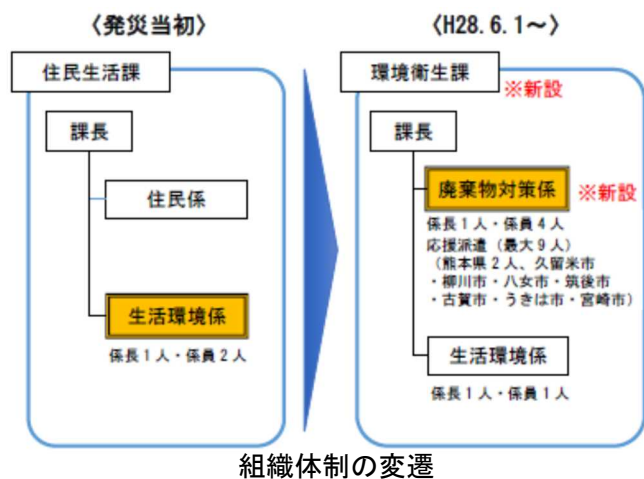 〈発災当初〉
住民生活課
課長
住民係
生活環境係
係長1人・係員2人
〈H28.6.1～〉
環境衛生課
※新設
課長
廃棄物対策係
※新設
係長1人・係員4人
応援派遣（最大9人）
（熊本県2人、久留米市
・柳川市・八女市・筑後市
・古賀市・うきは市・宮崎市）
生活環境係
係長1人・係員1人
組織体制の変遷